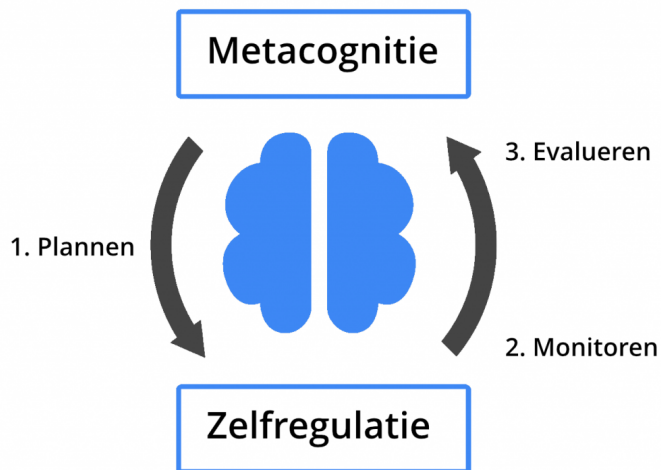 Metacognitie
3. Evalueren
1. Plannen
2. Monitoren
Zelfregulatie